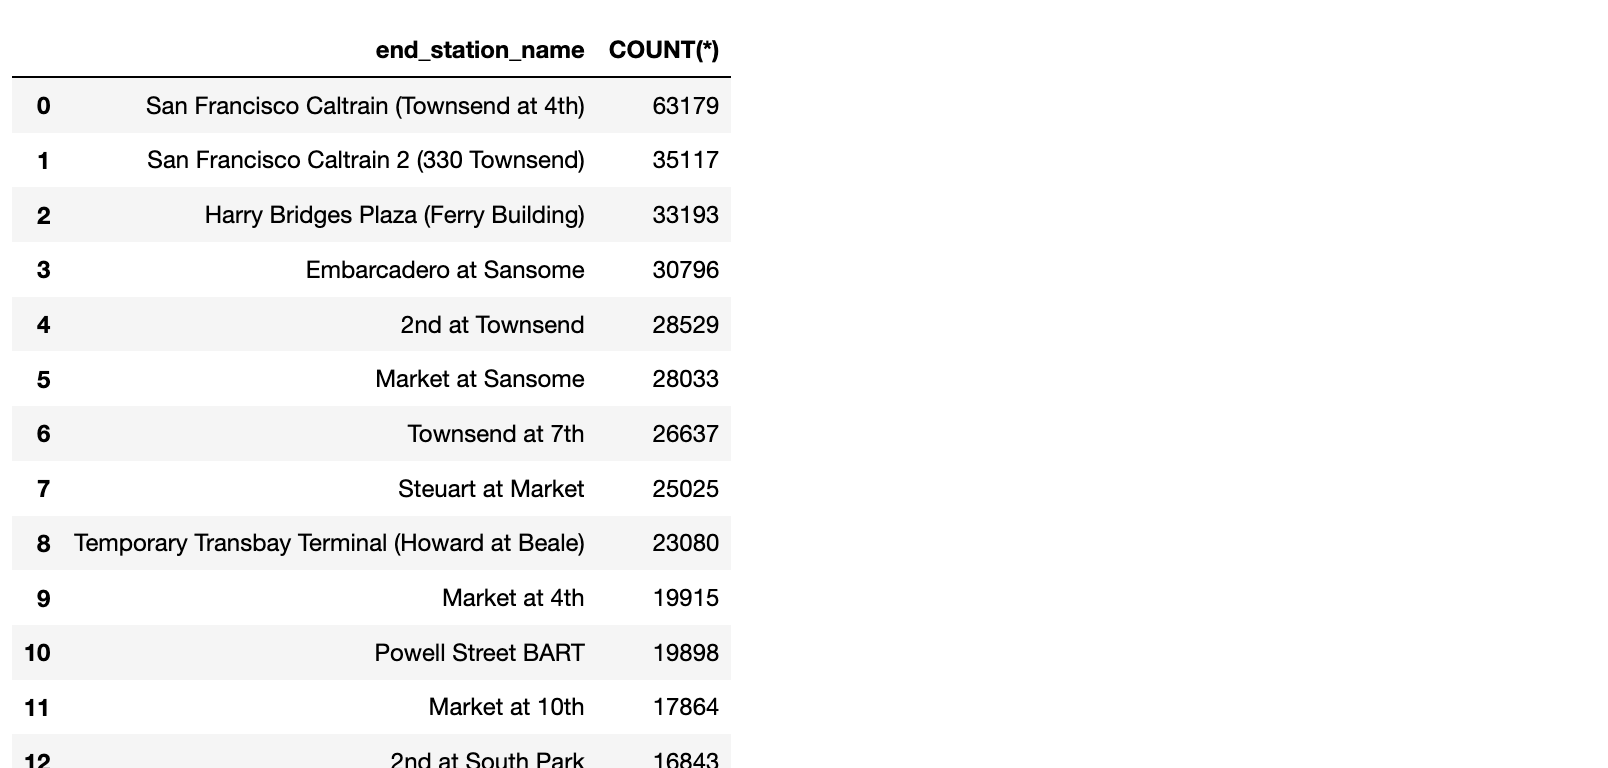 end_station_name COUNT(*)
0 San Francisco Caltrain (Townsend at 4th) 63179
1 San Francisco Caltrain 2 (330 Townsend) 35117
2 Harry Bridges Plaza (Ferry Building) 33193
3 Embarcadero at Sansome 30796
4 2nd at Townsend 28529
5 Market at Sansome 28033
6 Townsend at 7th 26637
7 Steuart at Market 25025
8 Temporary Transbay Terminal (Howard at Beale) 23080
9 Market at 4th 19915
10 Powell Street BART 19898
11 Market at 10th 17864
12 2nd at South Park 16843